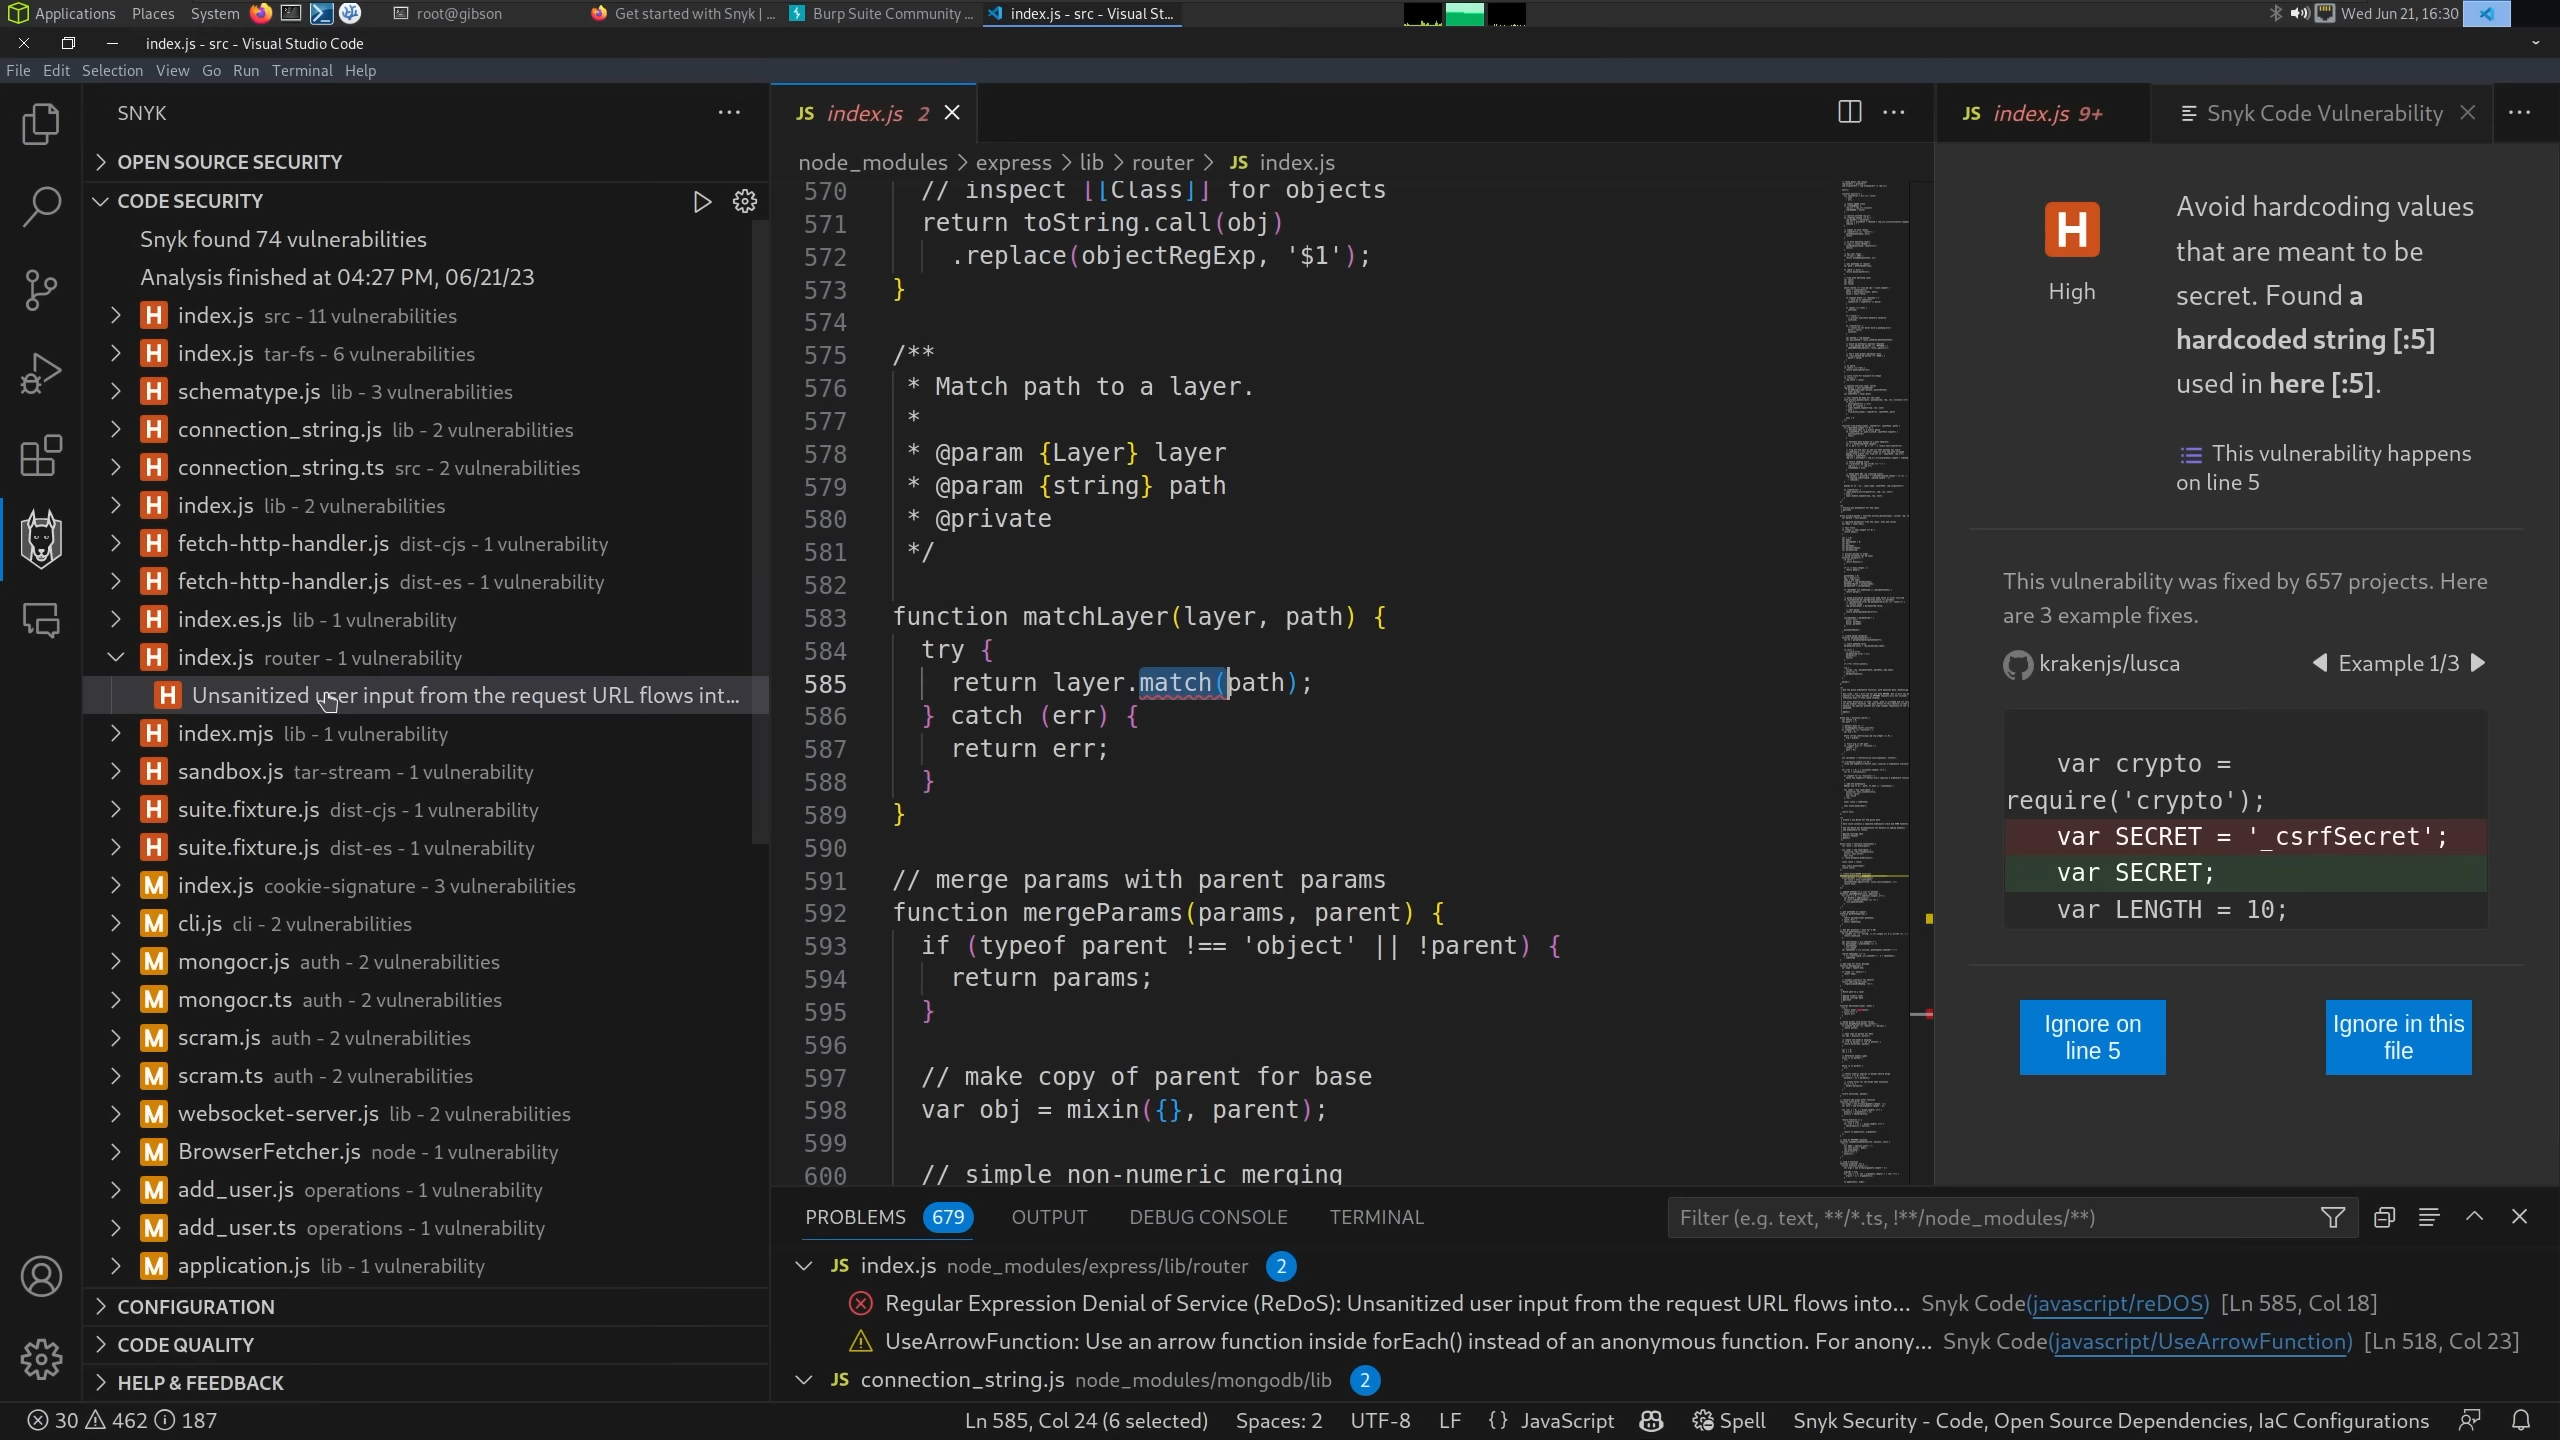 Applications Places System root@gibson Get started with Snyk | ... Burp Suite Community ... index.js - src - Visual St... Wed Jun 21, 16:30
index.js - src - Visual Studio Code
File Edit Selection View Go Run Terminal Help
SNYK
OPEN SOURCE SECURITY
CODE SECURITY
Snyk found 74 vulnerabilities
Analysis finished at 04:27 PM, 06/21/23
H index.js src - 11 vulnerabilities
H index.js tar-fs - 6 vulnerabilities
H schematype.js lib - 3 vulnerabilities
H connection_string.js lib - 2 vulnerabilities
H connection_string.ts src - 2 vulnerabilities
H index.js lib - 2 vulnerabilities
H fetch-http-handler.js dist-cjs - 1 vulnerability
H fetch-http-handler.js dist-es - 1 vulnerability
H index.es.js lib - 1 vulnerability
H index.js router - 1 vulnerability
H Unsanitized user input from the request URL flows int...
H index.mjs lib - 1 vulnerability
H sandbox.js tar-stream - 1 vulnerability
H suite.fixture.js dist-cjs - 1 vulnerability
H suite.fixture.js dist-es - 1 vulnerability
M index.js cookie-signature - 3 vulnerabilities
M cli.js cli - 2 vulnerabilities
M mongocr.js auth - 2 vulnerabilities
M mongocr.ts auth - 2 vulnerabilities
M scram.js auth - 2 vulnerabilities
M scram.ts auth - 2 vulnerabilities
M websocket-server.js lib - 2 vulnerabilities
M BrowserFetcher.js node - 1 vulnerability
M add_user.js operations - 1 vulnerability
M add_user.ts operations - 1 vulnerability
M application.js lib - 1 vulnerability
CONFIGURATION
CODE QUALITY
HELP & FEEDBACK
JS index.js 2
node_modules > express > lib > router > JS index.js
570 // inspect [[Class]] for objects
571 return toString.call(obj)
572 .replace(objectRegExp, '$1');
573 }
574
575 /**
576 * Match path to a layer.
577 *
578 * @param {Layer} layer
579 * @param {string} path
580 * @private
581 */
582
583 function matchLayer(layer, path) {
584 try {
585 return layer.match(path);
586 } catch (err) {
587 return err;
588 }
589 }
590
591 // merge params with parent params
592 function mergeParams(params, parent) {
593 if (typeof parent !== 'object' || !parent) {
594 return params;
595 }
596
597 // make copy of parent for base
598 var obj = mixin({}, parent);
599
600 // simple non-numeric merging
JS index.js 9+ Snyk Code Vulnerability
H
High
Avoid hardcoding values
that are meant to be
secret. Found a
hardcoded string [:5]
used in here [:5].
This vulnerability happens
on line 5
This vulnerability was fixed by 657 projects. Here
are 3 example fixes.
krakenjs/lusca Example 1/3
var crypto =
require('crypto');
var SECRET = '_csrfSecret';
var SECRET;
var LENGTH = 10;
Ignore on
line 5
Ignore in this
file
PROBLEMS 679 OUTPUT DEBUG CONSOLE TERMINAL Filter (e.g. text, **/*.ts, !**/node_modules/**)
JS index.js node_modules/express/lib/router 2
Regular Expression Denial of Service (ReDoS): Unsanitized user input from the request URL flows into... Snyk Code(javascript/reDOS) [Ln 585, Col 18]
UseArrowFunction: Use an arrow function inside forEach() instead of an anonymous function. For anony... Snyk Code(javascript/UseArrowFunction) [Ln 518, Col 23]
JS connection_string.js node_modules/mongodb/lib 2
30 462 187 Ln 585, Col 24 (6 selected) Spaces: 2 UTF-8 LF {} JavaScript Spell Snyk Security - Code, Open Source Dependencies, IaC Configurations